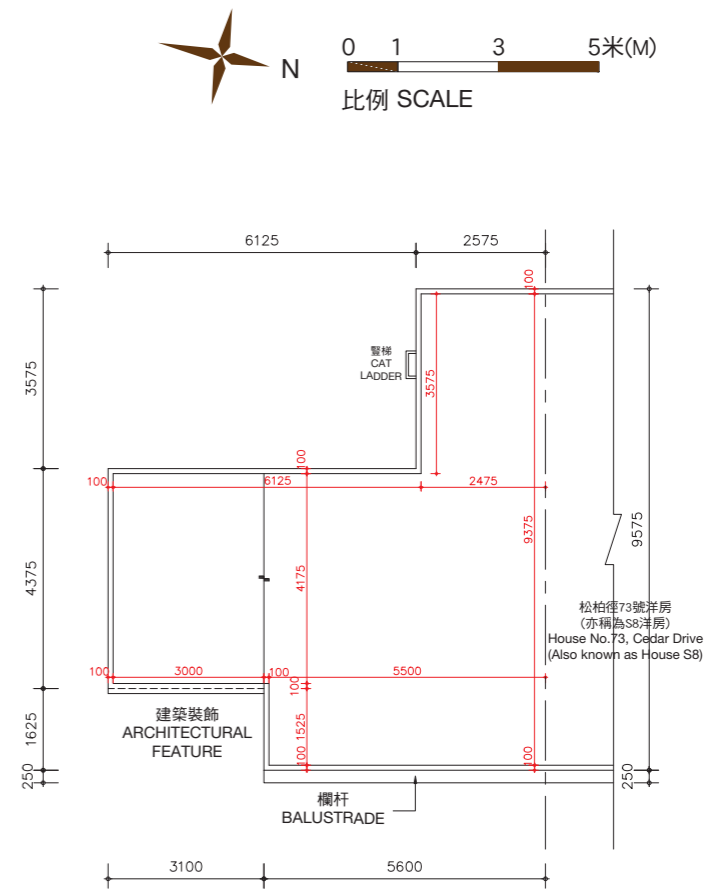 N
0 1 3 5米(M)
比例 SCALE
6125 2575
100
3575
豎梯
CAT
LADDER
3575
100
100 6125 2475
9375
9575
4375
4175
松柏徑73號洋房
(亦稱為S8洋房)
House No.73, Cedar Drive
(Also known as House S8)
100 3000 100 5500
100
建築裝飾
ARCHITECTURAL
FEATURE
1625
1525
100
100
250
250
欄杆
BALUSTRADE
3100 5600